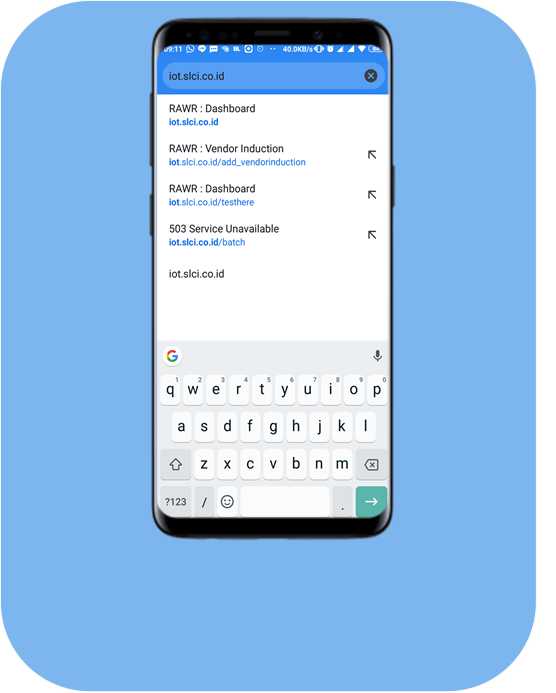 09:11 40.0KB/s
iot.slci.co.id
RAWR : Dashboard
iot.slci.co.id
RAWR : Vendor Induction
iot.slci.co.id/add_vendorinduction
RAWR : Dashboard
iot.slci.co.id/testhere
503 Service Unavailable
iot.slci.co.id/batch
iot.slci.co.id
G
1 2 3 4 5 6 7 8 9 0
q w e r t y u i o p
a s d f g h j k l
z x c v b n m
?123 / .